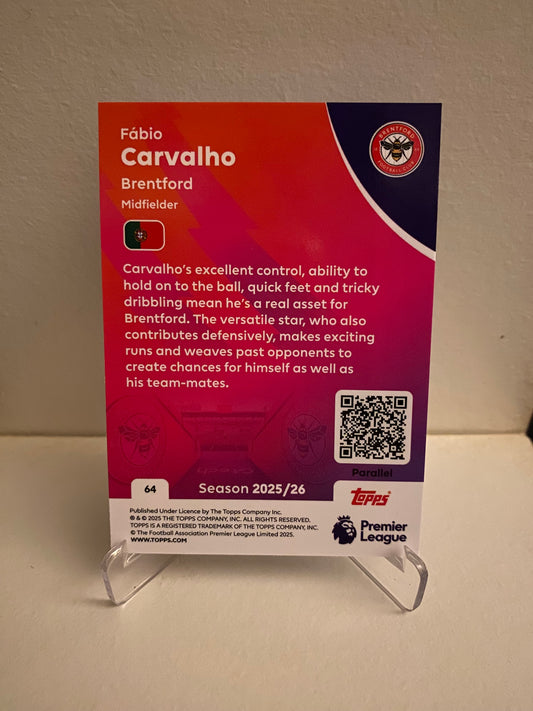 Fábio
Carvalho
Brentford
Midfielder
BRENTFORD
FOOTBALL CLUB
Carvalho's excellent control, ability to
hold on to the ball, quick feet and tricky
dribbling mean he's a real asset for
Brentford. The versatile star, who also
contributes defensively, makes exciting
runs and weaves past opponents to
create chances for himself as well as
his team-mates.
Parallel
64
Season 2025/26
Topps
Published Under Licence by The Topps Company Inc.
® & © 2025 THE TOPPS COMPANY, INC. ALL RIGHTS RESERVED.
TOPPS IS A REGISTERED TRADEMARK OF THE TOPPS COMPANY, INC.
© The Football Association Premier League Limited 2025.
WWW.TOPPS.COM
Premier
League